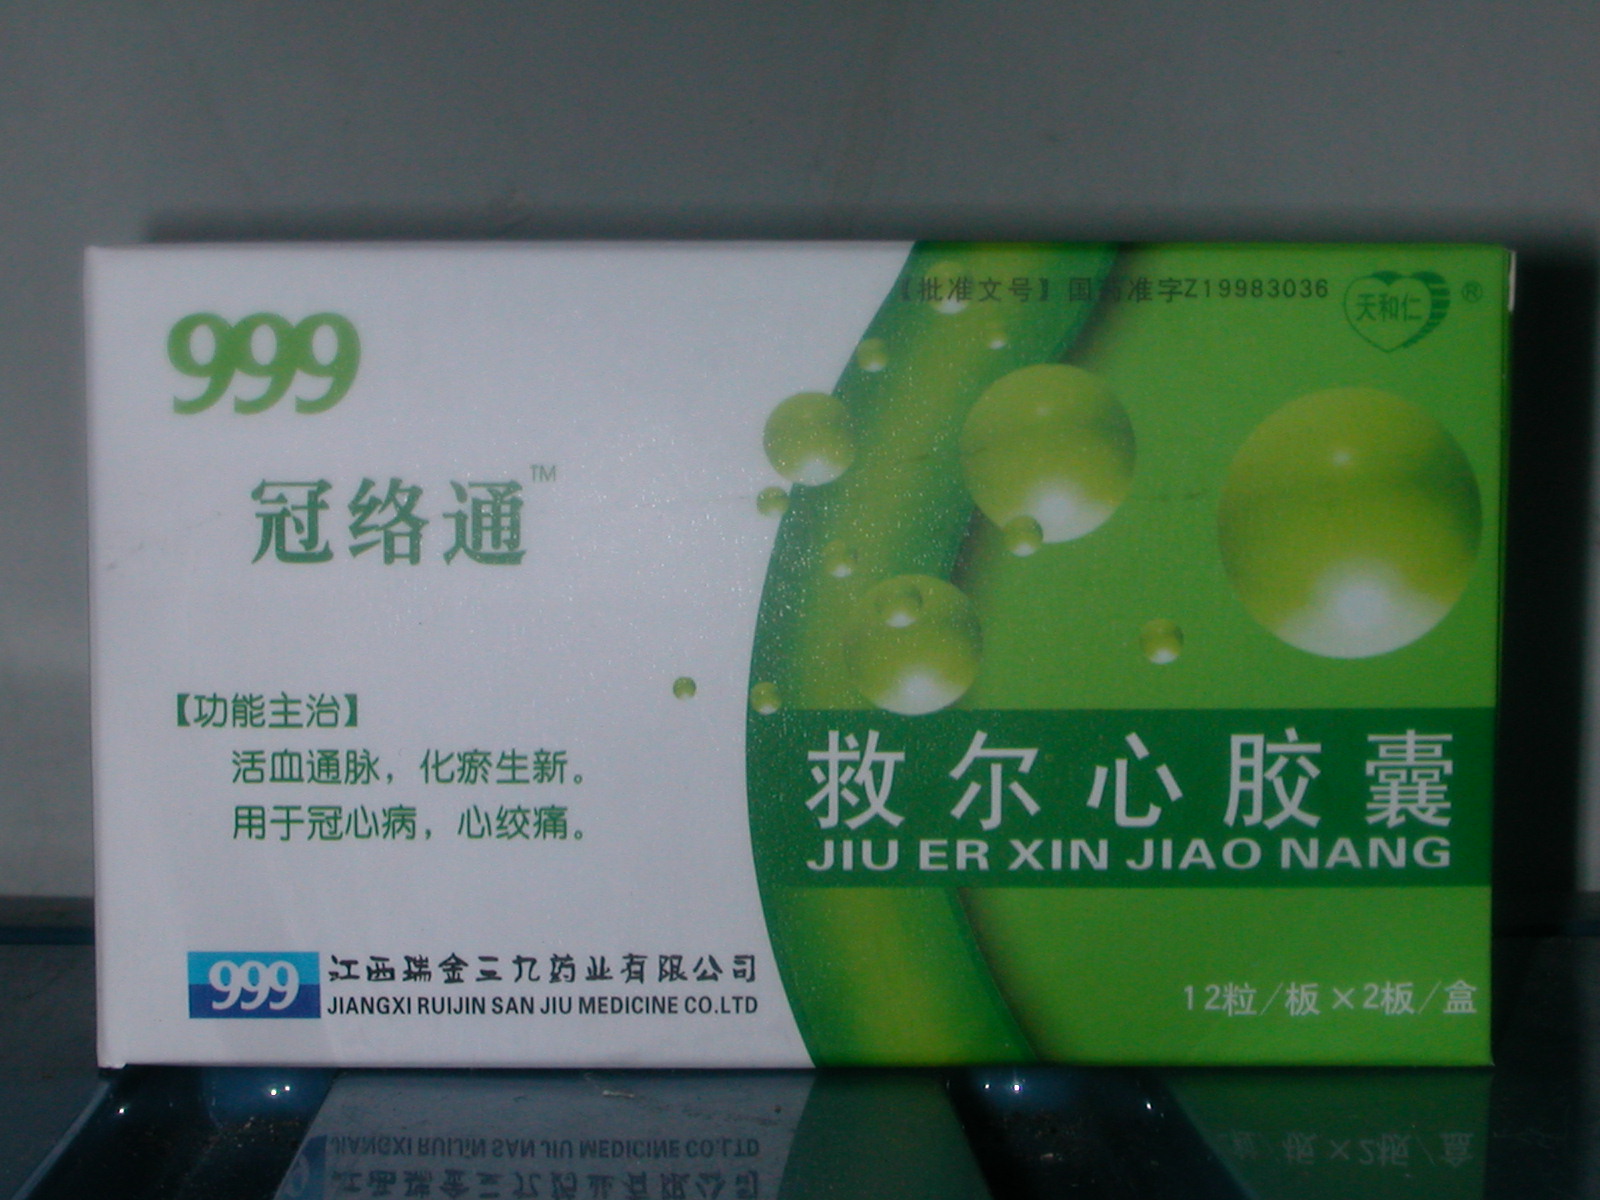 【批准文号】国药准字Z19983036
天和仁®
999
冠络通™
【功能主治】
活血通脉，化瘀生新。
用于冠心病，心绞痛。
救尔心胶囊
JIU ER XIN JIAO NANG
999 江西瑞金三九药业有限公司
JIANGXI RUIJIN SAN JIU MEDICINE CO.LTD
12粒/板×2板/盒